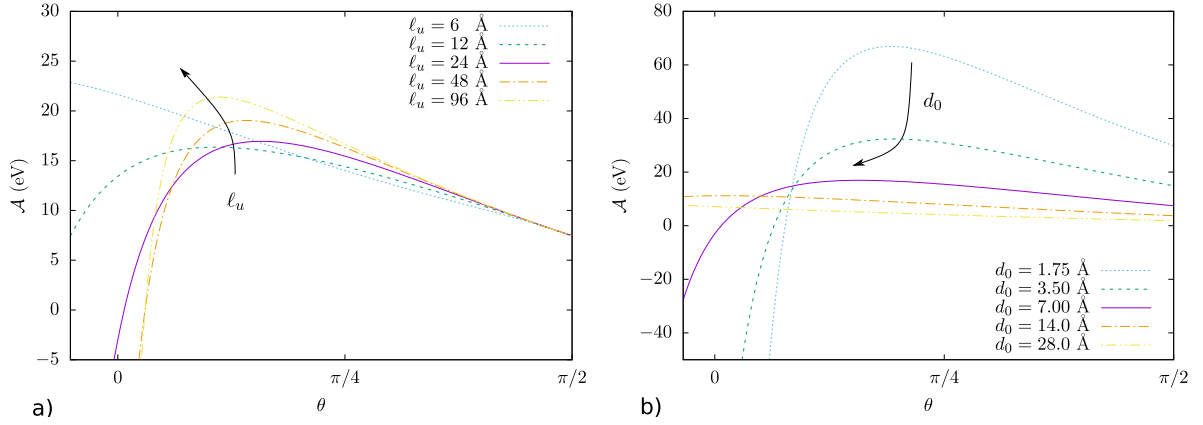 30
25
20
15
10
5
0
−5
𝒜 (eV)
0
π/4
π/2
θ
ℓu = 6 Å
ℓu = 12 Å
ℓu = 24 Å
ℓu = 48 Å
ℓu = 96 Å
ℓu
a)
80
60
40
20
0
−20
−40
𝒜 (eV)
0
π/4
π/2
θ
d0
d0 = 1.75 Å
d0 = 3.50 Å
d0 = 7.00 Å
d0 = 14.0 Å
d0 = 28.0 Å
b)